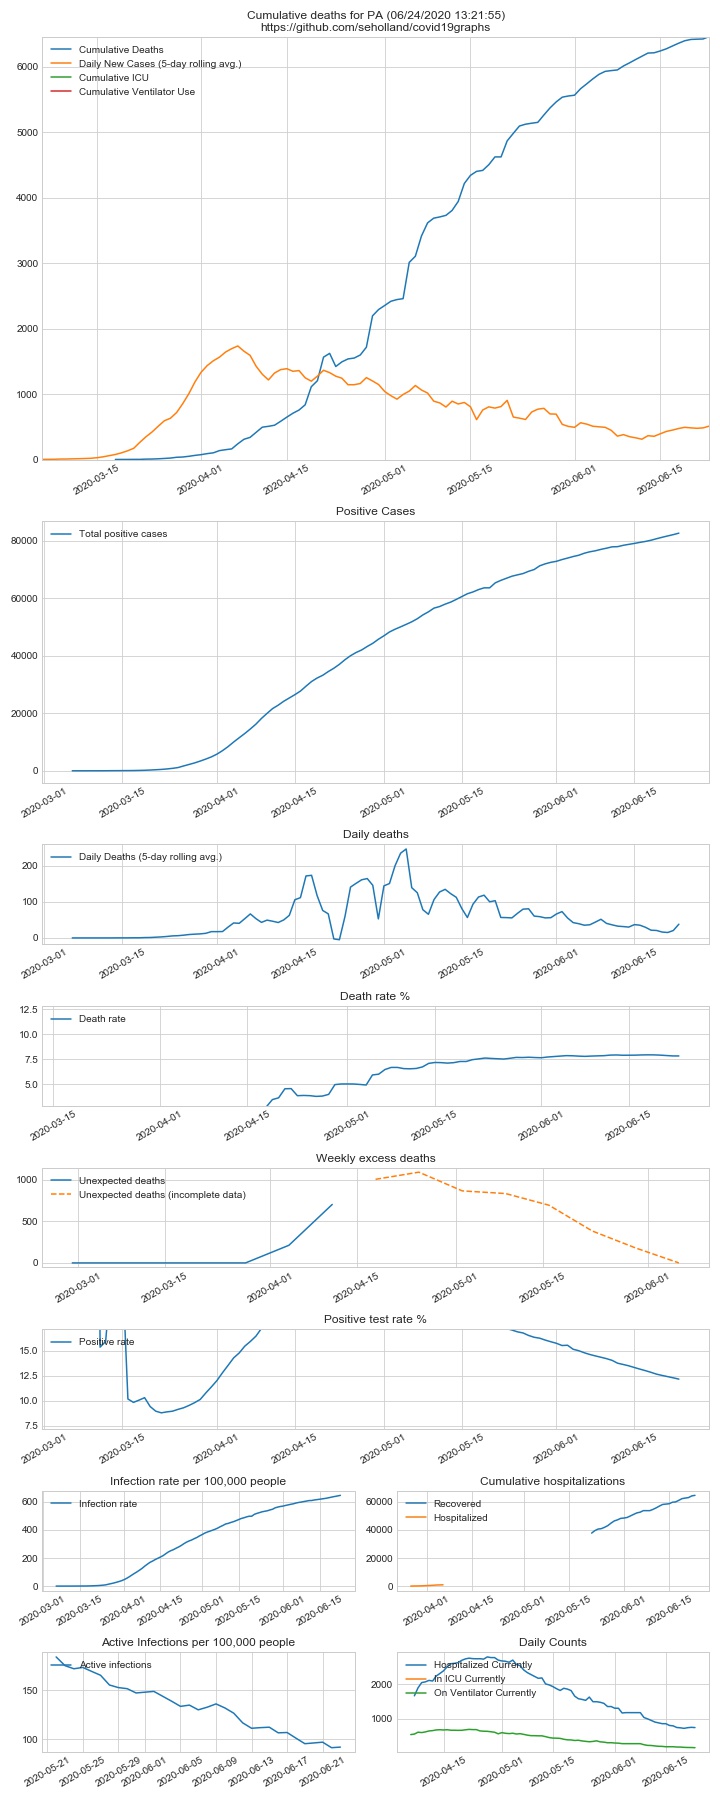 Cumulative deaths for PA (06/24/2020 13:21:55)
https://github.com/seholland/covid19graphs
Cumulative Deaths
Daily New Cases (5-day rolling avg.)
Cumulative ICU
Cumulative Ventilator Use
6000
5000
4000
3000
2000
1000
0
2020-03-15 2020-04-01 2020-04-15 2020-05-01 2020-05-15 2020-06-01 2020-06-15
Positive Cases
Total positive cases
80000
60000
40000
20000
0
2020-03-01 2020-03-15 2020-04-01 2020-04-15 2020-05-01 2020-05-15 2020-06-01 2020-06-15
Daily deaths
Daily Deaths (5-day rolling avg.)
200
100
0
2020-03-01 2020-03-15 2020-04-01 2020-04-15 2020-05-01 2020-05-15 2020-06-01 2020-06-15
Death rate %
Death rate
12.5
10.0
7.5
5.0
2020-03-15 2020-04-01 2020-04-15 2020-05-01 2020-05-15 2020-06-01 2020-06-15
Weekly excess deaths
Unexpected deaths
Unexpected deaths (incomplete data)
1000
500
0
2020-03-01 2020-03-15 2020-04-01 2020-04-15 2020-05-01 2020-05-15 2020-06-01
Positive test rate %
Positive rate
15.0
12.5
10.0
7.5
2020-03-01 2020-03-15 2020-04-01 2020-04-15 2020-05-01 2020-05-15 2020-06-01 2020-06-15
Infection rate per 100,000 people
Infection rate
600
400
200
0
2020-03-01 2020-03-15 2020-04-01 2020-04-15 2020-05-01 2020-05-15 2020-06-01 2020-06-15
Cumulative hospitalizations
Recovered
Hospitalized
60000
40000
20000
0
2020-04-01 2020-04-15 2020-05-01 2020-05-15 2020-06-01 2020-06-15
Active Infections per 100,000 people
Active infections
150
100
2020-05-21 2020-05-25 2020-05-29 2020-06-01 2020-06-05 2020-06-09 2020-06-13 2020-06-17 2020-06-21
Daily Counts
Hospitalized Currently
In ICU Currently
On Ventilator Currently
2000
1000
2020-04-15 2020-05-01 2020-05-15 2020-06-01 2020-06-15